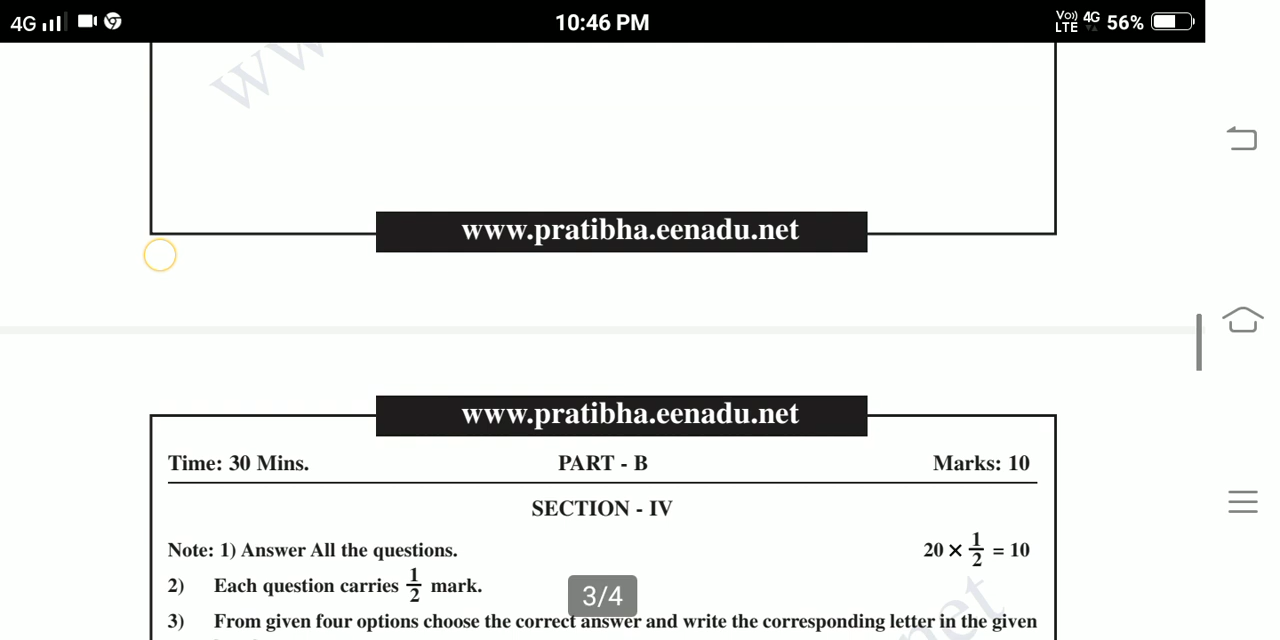 4G 10:46 PM Vo)) LTE 4G 56%
www.pratibha.eenadu.net
www.pratibha.eenadu.net
Time: 30 Mins. PART - B Marks: 10
SECTION - IV
Note: 1) Answer All the questions. 20 × 1/2 = 10
2) Each question carries 1/2 mark.
3/4
3) From given four options choose the correct answer and write the corresponding letter in the given